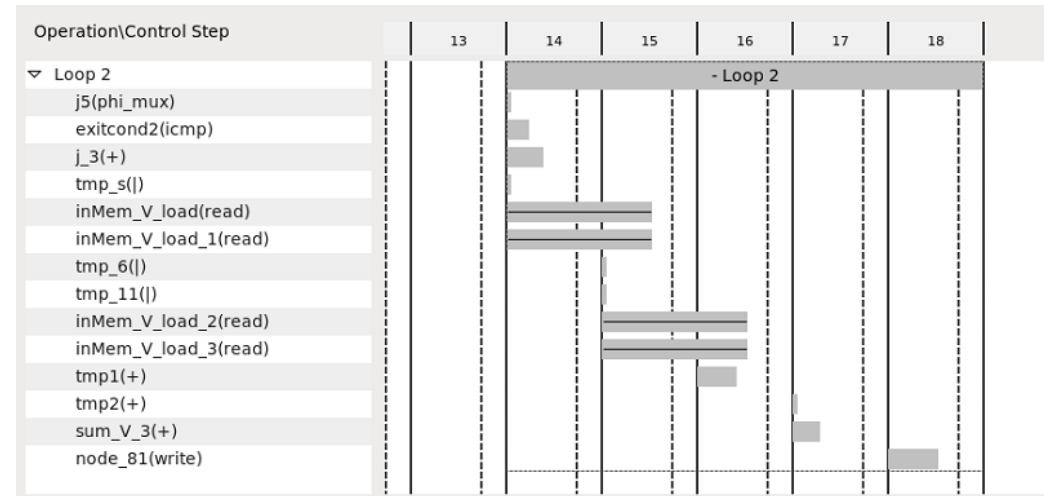 Operation\Control Step 13 14 15 16 17 18
Loop 2 - Loop 2
j5(phi_mux)
exitcond2(icmp)
j_3(+)
tmp_s(|)
inMem_V_load(read)
inMem_V_load_1(read)
tmp_6(|)
tmp_11(|)
inMem_V_load_2(read)
inMem_V_load_3(read)
tmp1(+)
tmp2(+)
sum_V_3(+)
node_81(write)